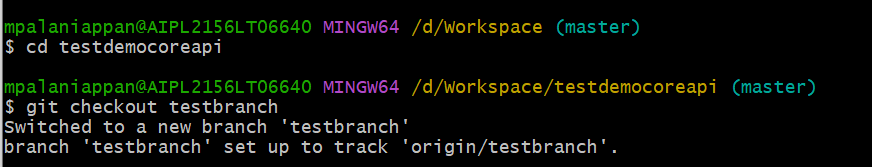 mpalaniappan@AIPL2156LT06640 MINGW64 /d/Workspace (master)
$ cd testdemocoreapi
mpalaniappan@AIPL2156LT06640 MINGW64 /d/Workspace/testdemocoreapi (master)
$ git checkout testbranch
Switched to a new branch 'testbranch'
branch 'testbranch' set up to track 'origin/testbranch'.